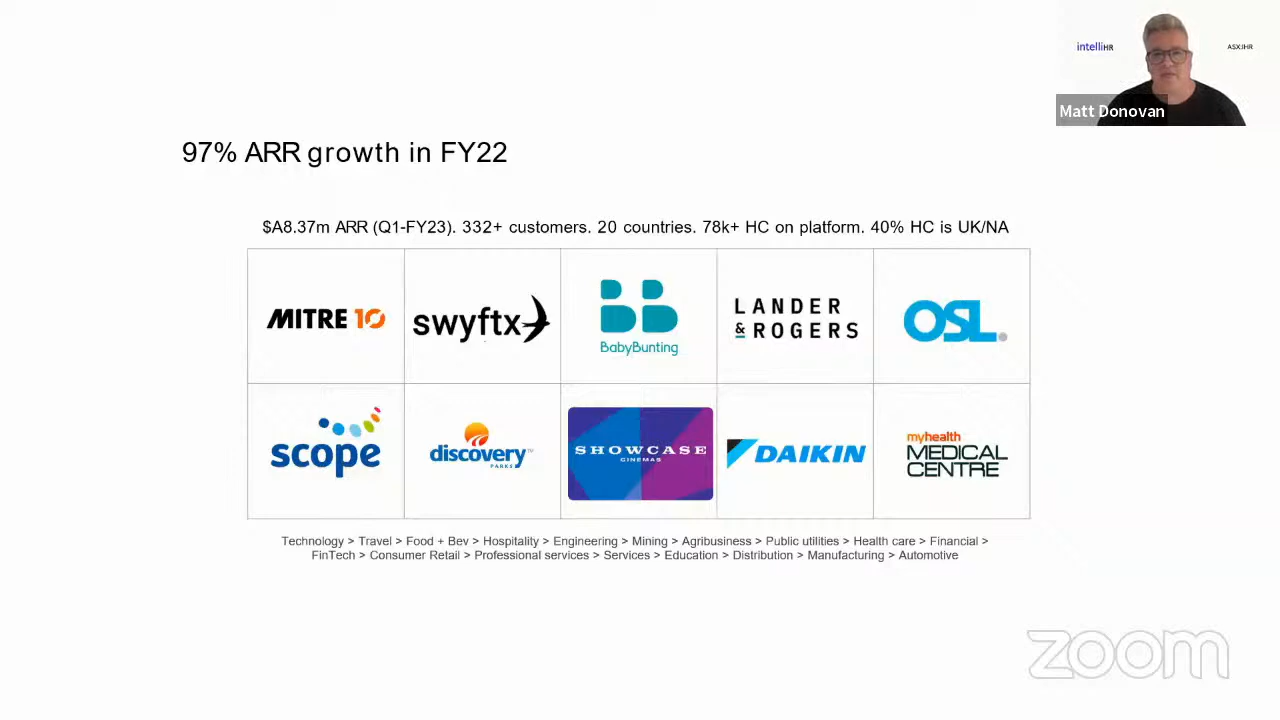 intelliHR
ASX:IHR
Matt Donovan
97% ARR growth in FY22
$A8.37m ARR (Q1-FY23). 332+ customers. 20 countries. 78k+ HC on platform. 40% HC is UK/NA
MITRE 10
swyftx
BabyBunting
LANDER
& ROGERS
OSL.
scope
discovery™
PARKS
SHOWCASE
CINEMAS
DAIKIN
myhealth
MEDICAL
CENTRE
Technology > Travel > Food + Bev > Hospitality > Engineering > Mining > Agribusiness > Public utilities > Health care > Financial >
FinTech > Consumer Retail > Professional services > Services > Education > Distribution > Manufacturing > Automotive
zoom